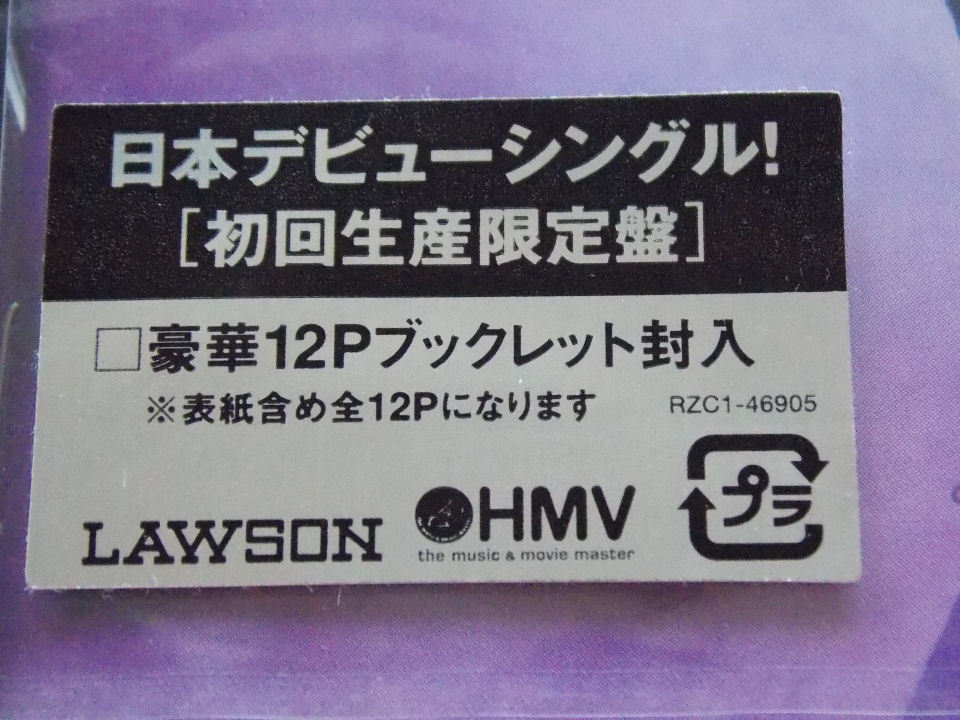 日本デビューシングル!
[初回生産限定盤]
□豪華12Pブックレット封入
※表紙含め全12Pになります
RZC1-46905
LAWSON
HMV
the music & movie master
プラ